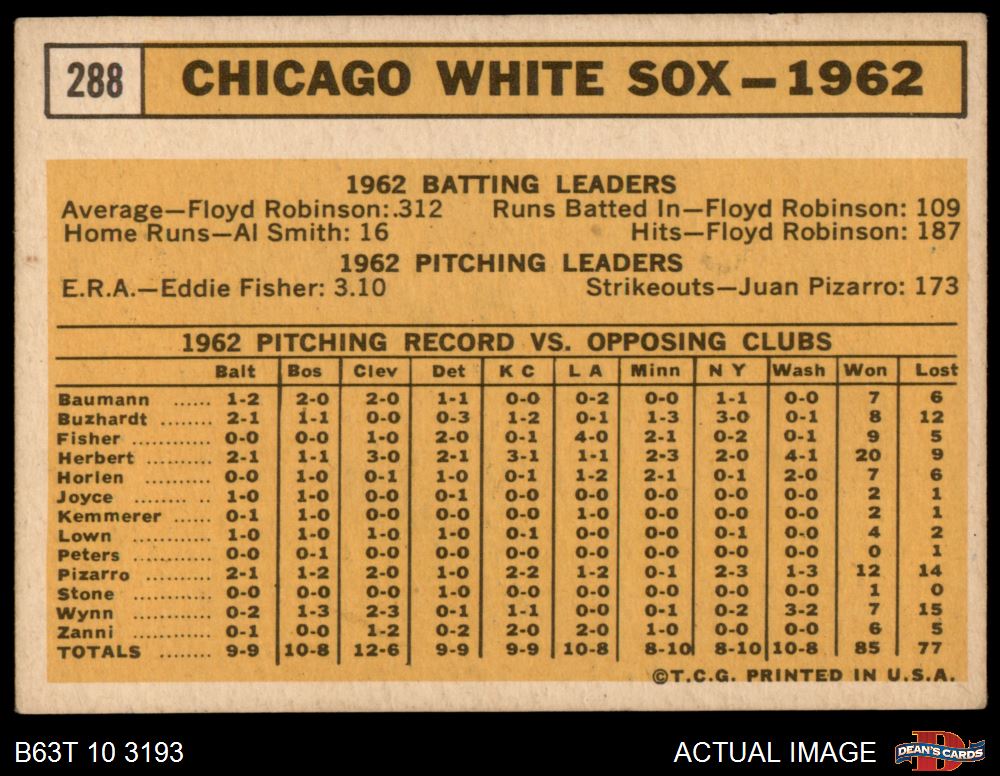 288 CHICAGO WHITE SOX—1962
1962 BATTING LEADERS
Average—Floyd Robinson:.312 Runs Batted In—Floyd Robinson: 109
Home Runs—Al Smith: 16 Hits—Floyd Robinson: 187
1962 PITCHING LEADERS
E.R.A.—Eddie Fisher: 3.10 Strikeouts—Juan Pizarro: 173
1962 PITCHING RECORD VS. OPPOSING CLUBS
Balt Bos Clev Det K C L A Minn N Y Wash Won Lost
Baumann ...... 1-2 2-0 2-0 1-1 0-0 0-2 0-0 1-1 0-0 7 6
Buzhardt ........ 2-1 1-1 0-0 0-3 1-2 0-1 1-3 3-0 0-1 8 12
Fisher ............ 0-0 0-0 1-0 2-0 0-1 4-0 2-1 0-2 0-1 9 5
Herbert .......... 2-1 1-1 3-0 2-1 3-1 1-1 2-3 2-0 4-1 20 9
Horlen ........... 0-0 1-0 0-1 1-0 0-1 1-2 2-1 0-1 2-0 7 6
Joyce ........ .. 1-0 1-0 0-0 0-1 0-0 0-0 0-0 0-0 0-0 2 1
Kemmerer ...... 0-1 1-0 0-0 0-0 0-0 1-0 0-0 0-0 0-0 2 1
Lown ............. 1-0 1-0 1-0 1-0 0-1 0-0 0-0 0-1 0-0 4 2
Peters ............ 0-0 0-1 0-0 0-0 0-0 0-0 0-0 0-0 0-0 0 1
Pizarro .......... 2-1 1-2 2-0 1-0 2-2 1-2 0-1 2-3 1-3 12 14
Stone ............. 0-0 0-0 0-0 1-0 0-0 0-0 0-0 0-0 0-0 1 0
Wynn ............ 0-2 1-3 2-3 0-1 1-1 0-0 0-1 0-2 3-2 7 15
Zanni ............ 0-1 0-0 1-2 0-2 2-0 2-0 1-0 0-0 0-0 6 5
TOTALS ........ 9-9 10-8 12-6 9-9 9-9 10-8 8-10 8-10 10-8 85 77
©T.C.G. PRINTED IN U.S.A.
B63T 10 3193 ACTUAL IMAGE DEAN'S CARDS